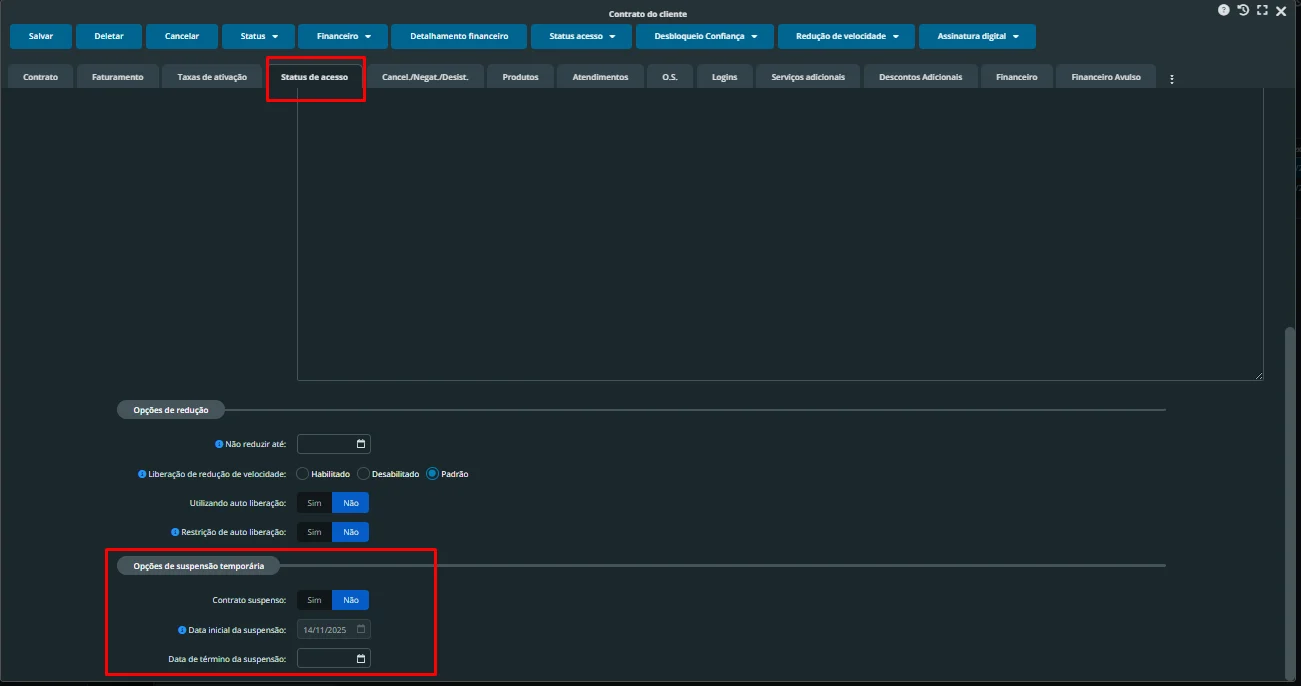 Contrato do cliente
Salvar Deletar Cancelar Status Financeiro Detalhamento financeiro Status acesso Desbloqueio Confiança Redução de velocidade Assinatura digital
Contrato Faturamento Taxas de ativação Status de acesso Cancel./Negat./Desist. Produtos Atendimentos O.S. Logins Serviços adicionais Descontos Adicionais Financeiro Financeiro Avulso
Opções de redução
Não reduzir até:
Liberação de redução de velocidade: Habilitado Desabilitado Padrão
Utilizando auto liberação: Sim Não
Restrição de auto liberação: Sim Não
Opções de suspensão temporária
Contrato suspenso: Sim Não
Data inicial da suspensão: 14/11/2025
Data de término da suspensão: